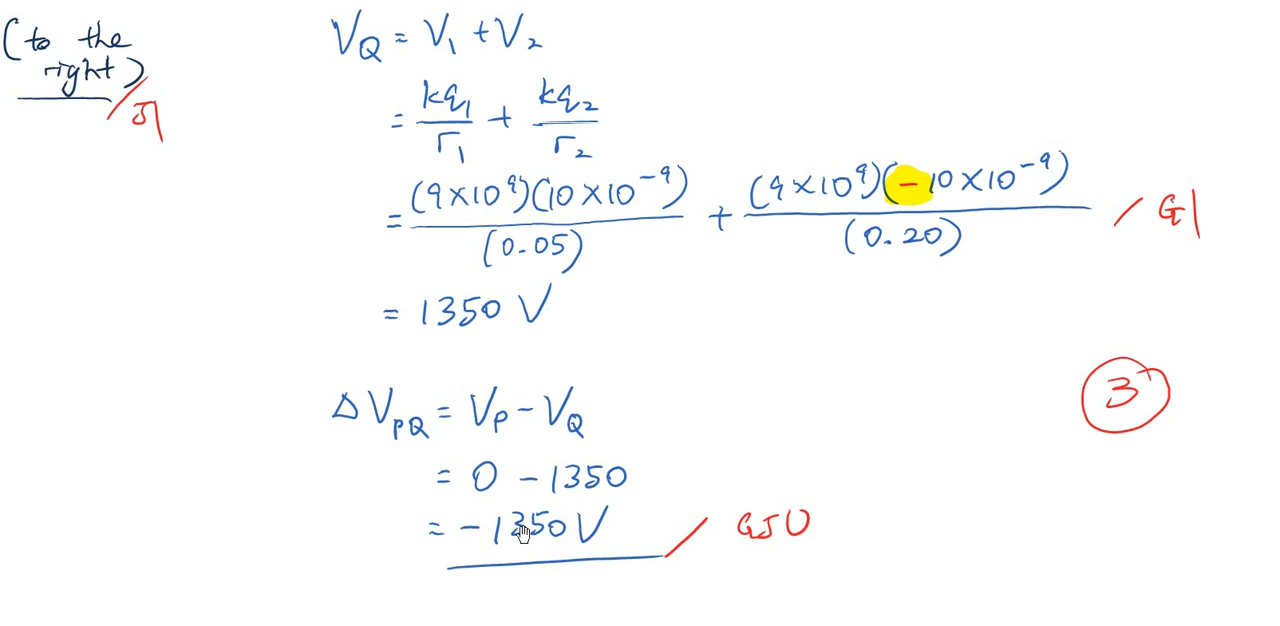 (to the
right)
J1
V_Q = V_1 + V_2
= kq_1/r_1 + kq_2/r_2
= (9×10^9)(10×10^-9)/(0.05) + (9×10^9)(-10×10^-9)/(0.20) / G1
= 1350 V
ΔV_PQ = V_P - V_Q
= 0 - 1350
= -1350 V / GJU
3